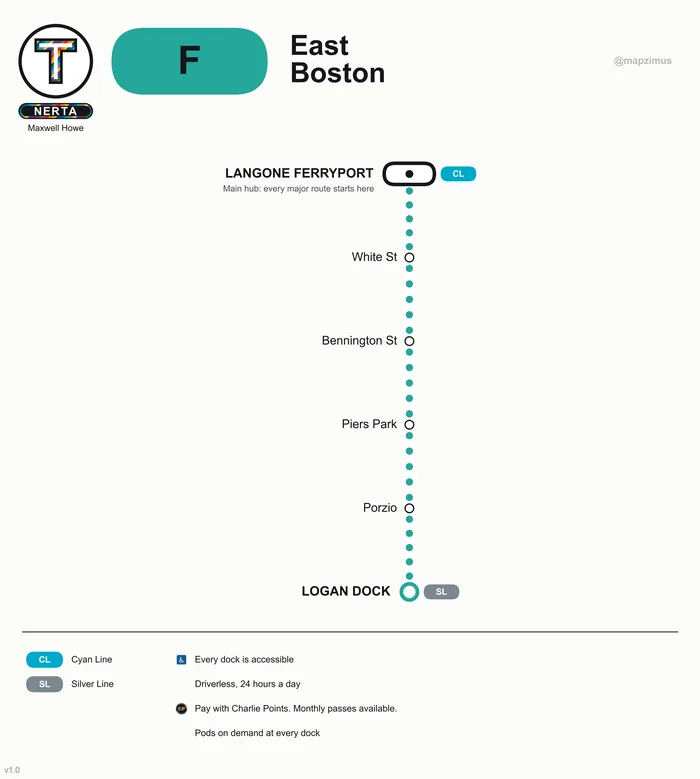 T
NERTA
Maxwell Howe
F
East
Boston
@mapzimus
LANGONE FERRYPORT
CL
Main hub: every major route starts here
White St
Bennington St
Piers Park
Porzio
LOGAN DOCK
SL
CL
Cyan Line
SL
Silver Line
Every dock is accessible
Driverless, 24 hours a day
CP
Pay with Charlie Points. Monthly passes available.
Pods on demand at every dock
v1.0